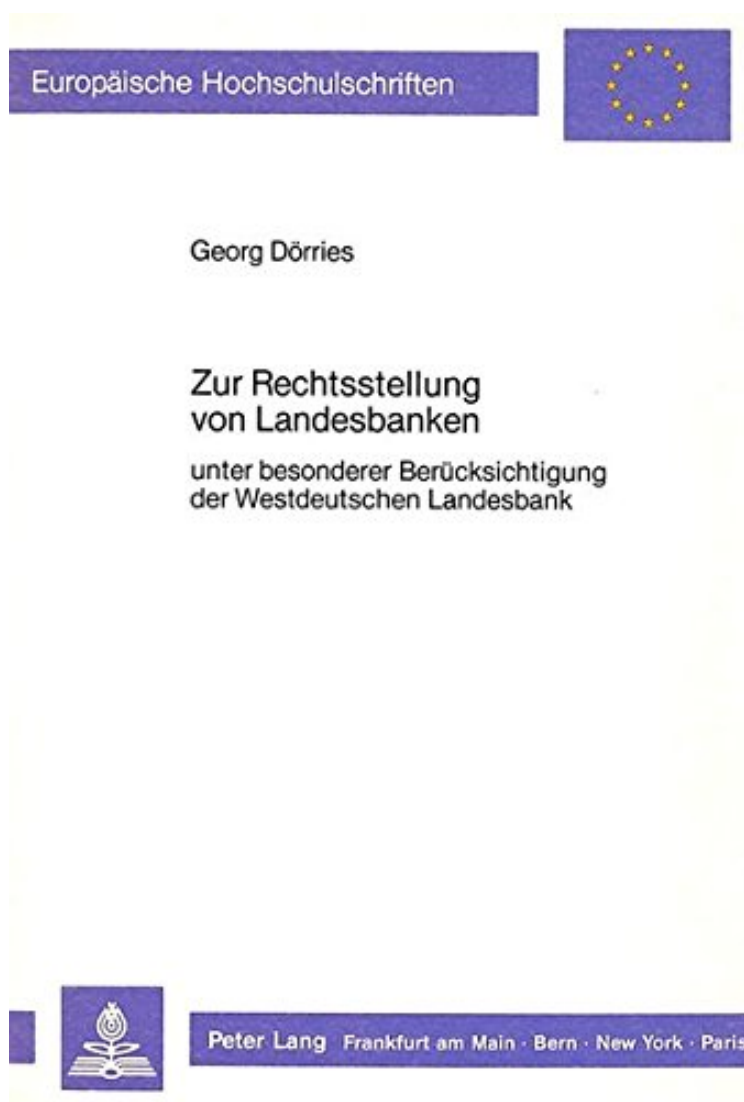 Europäische Hochschulschriften
Georg Dörries
Zur Rechtsstellung
von Landesbanken
unter besonderer Berücksichtigung
der Westdeutschen Landesbank
Peter Lang Frankfurt am Main · Bern · New York · Paris